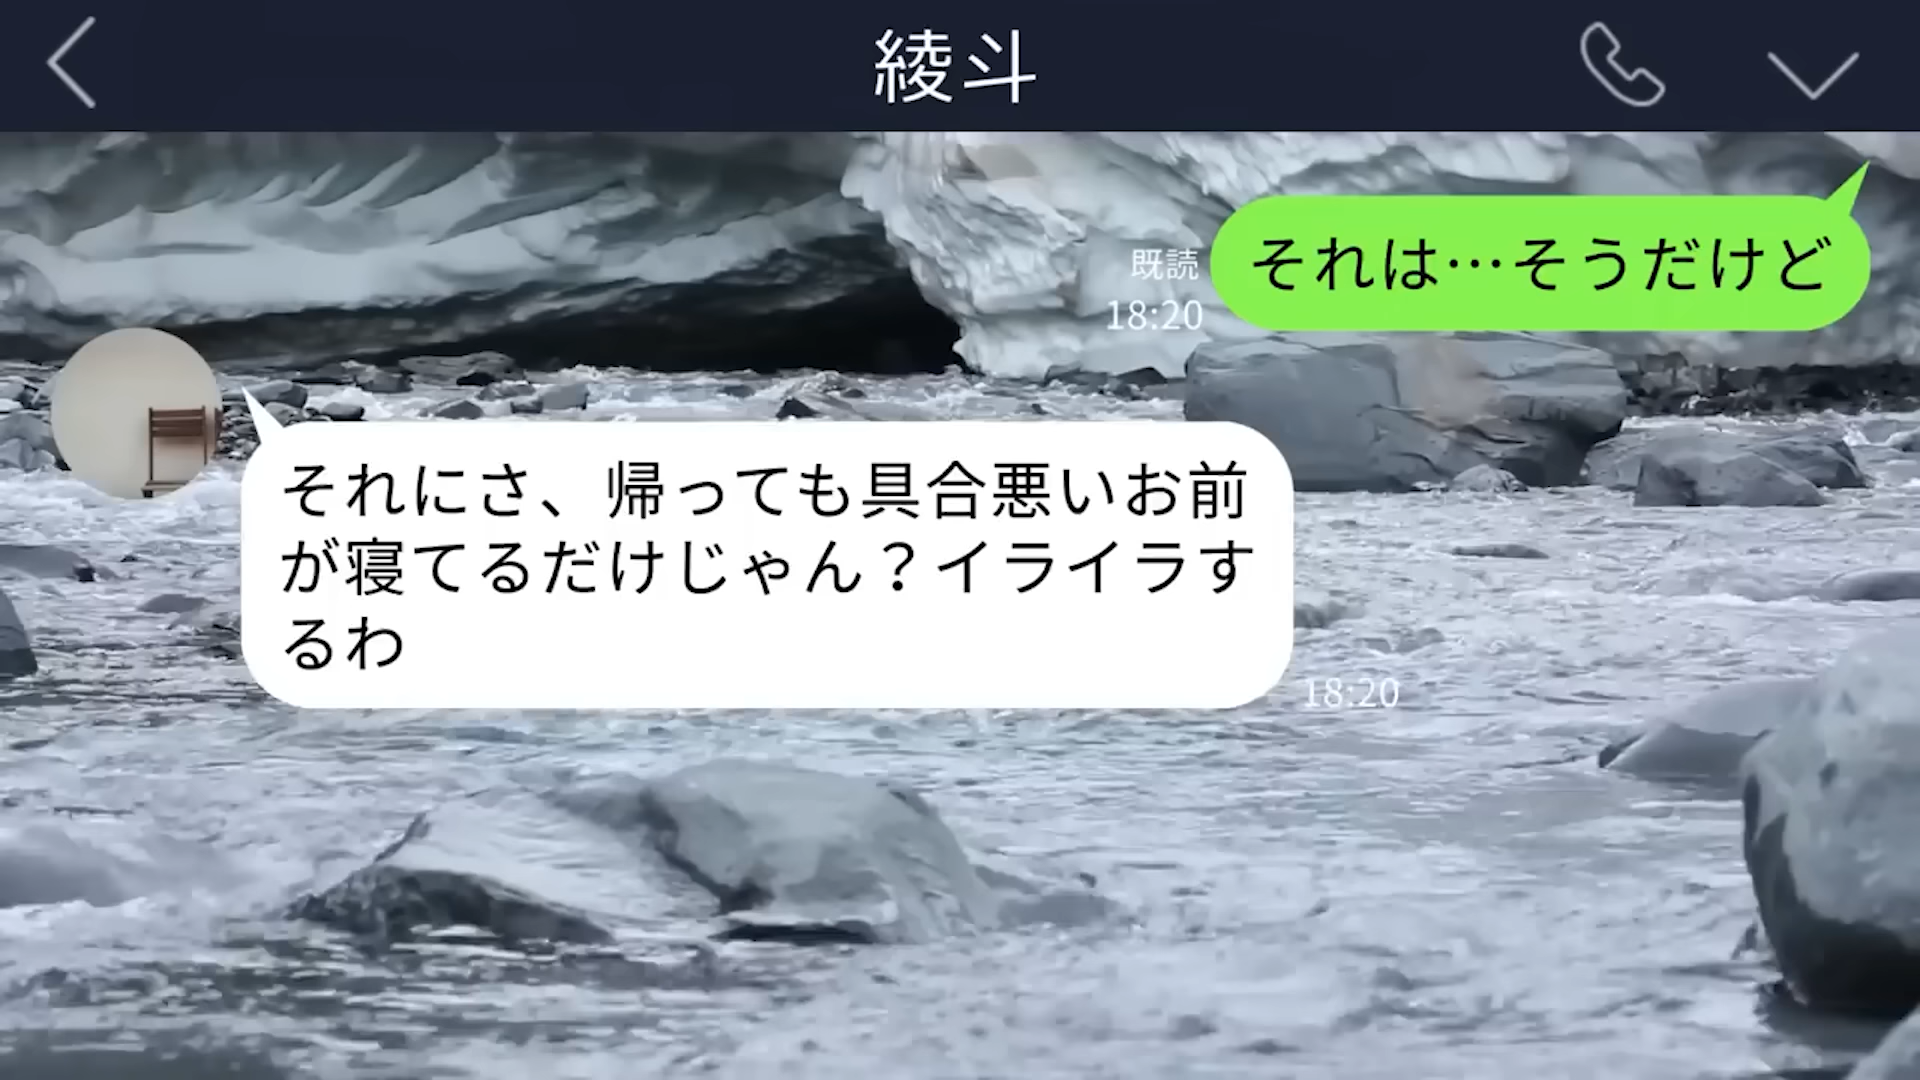 綾斗
それは…そうだけど
既読
18:20
それにさ、帰っても具合悪いお前
が寝てるだけじゃん？イライラす
るわ
18:20